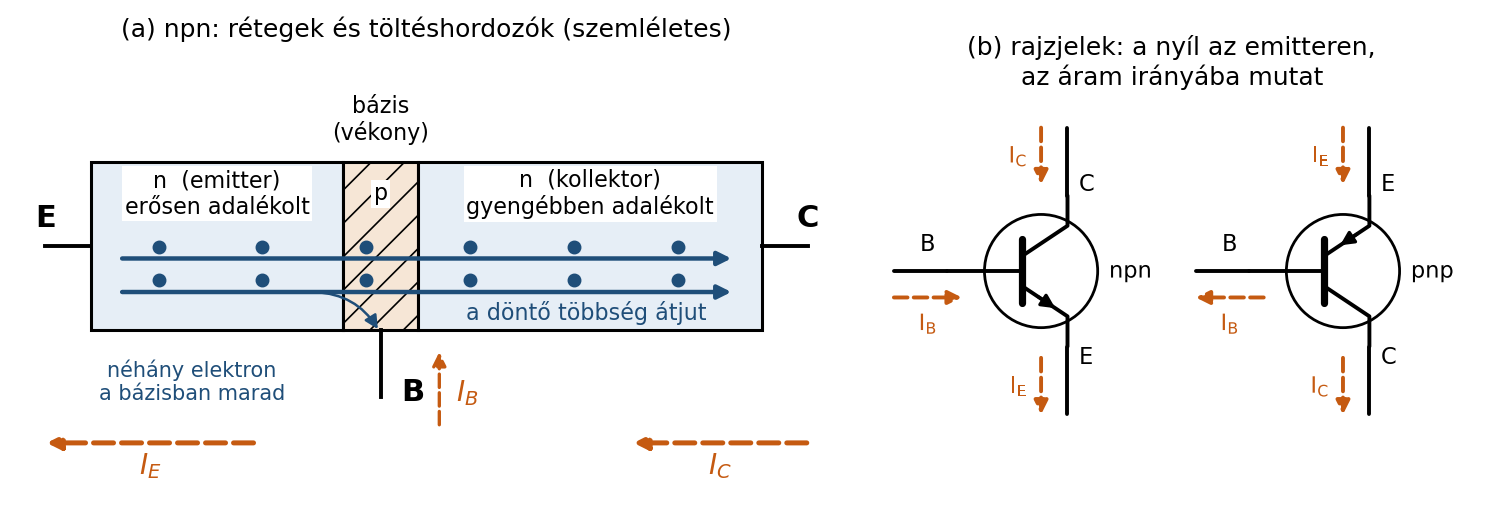 (a) npn: rétegek és töltéshordozók (szemléletes)
bázis
(vékony)
n  (emitter)
erősen adalékolt
p
n  (kollektor)
gyengébben adalékolt
E
C
a döntő többség átjut
néhány elektron
a bázisban marad
B
I_B
I_E
I_C
(b) rajzjelek: a nyíl az emitteren,
az áram irányába mutat
I_C
C
B
npn
I_B
E
I_E
I_E
E
B
pnp
I_B
C
I_C